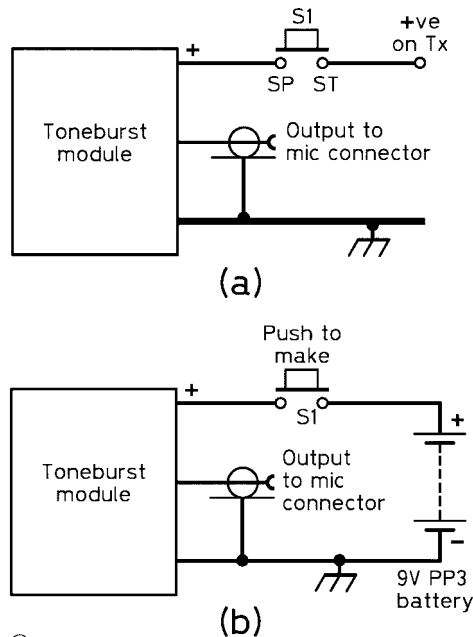 S1
+ve
on Tx
+
SP ST
Toneburst
module
Output to
mic connector
(a)
Push to
make
+
S1
+
Toneburst
module
Output
to mic
connector
−
9V PP3
battery
(b)